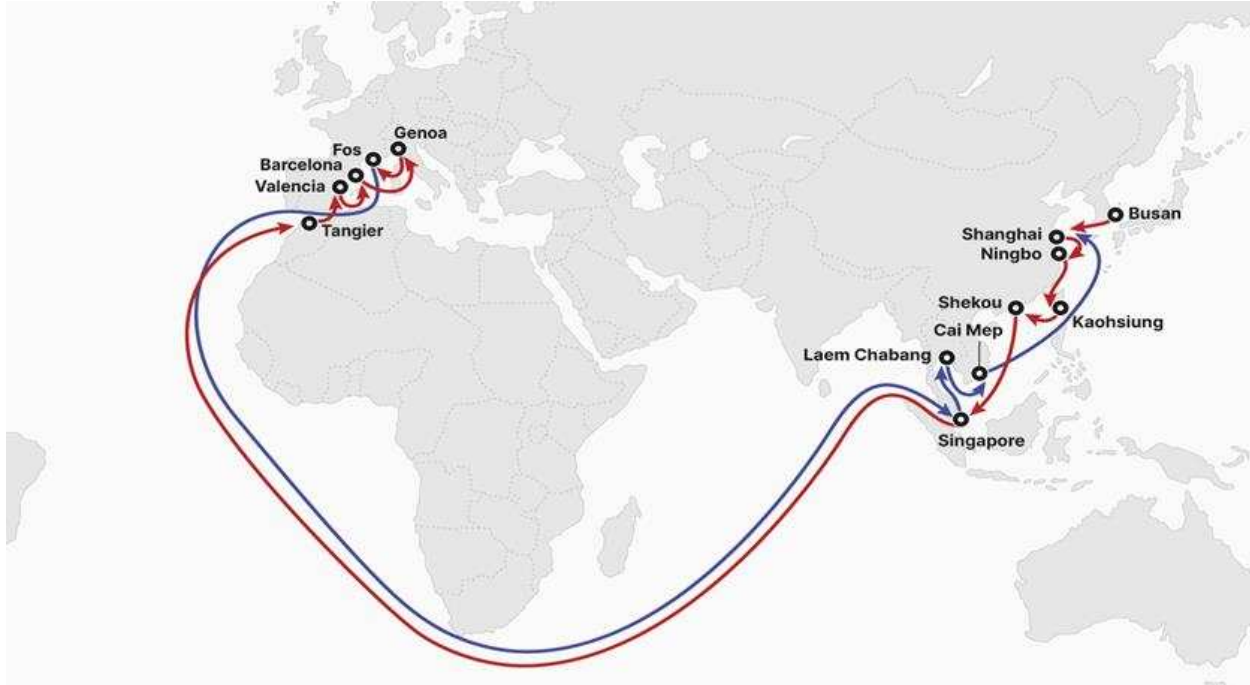 Genoa
Fos
Barcelona
Valencia
Tangier
Busan
Shanghai
Ningbo
Shekou
Kaohsiung
Cai Mep
Laem Chabang
Singapore